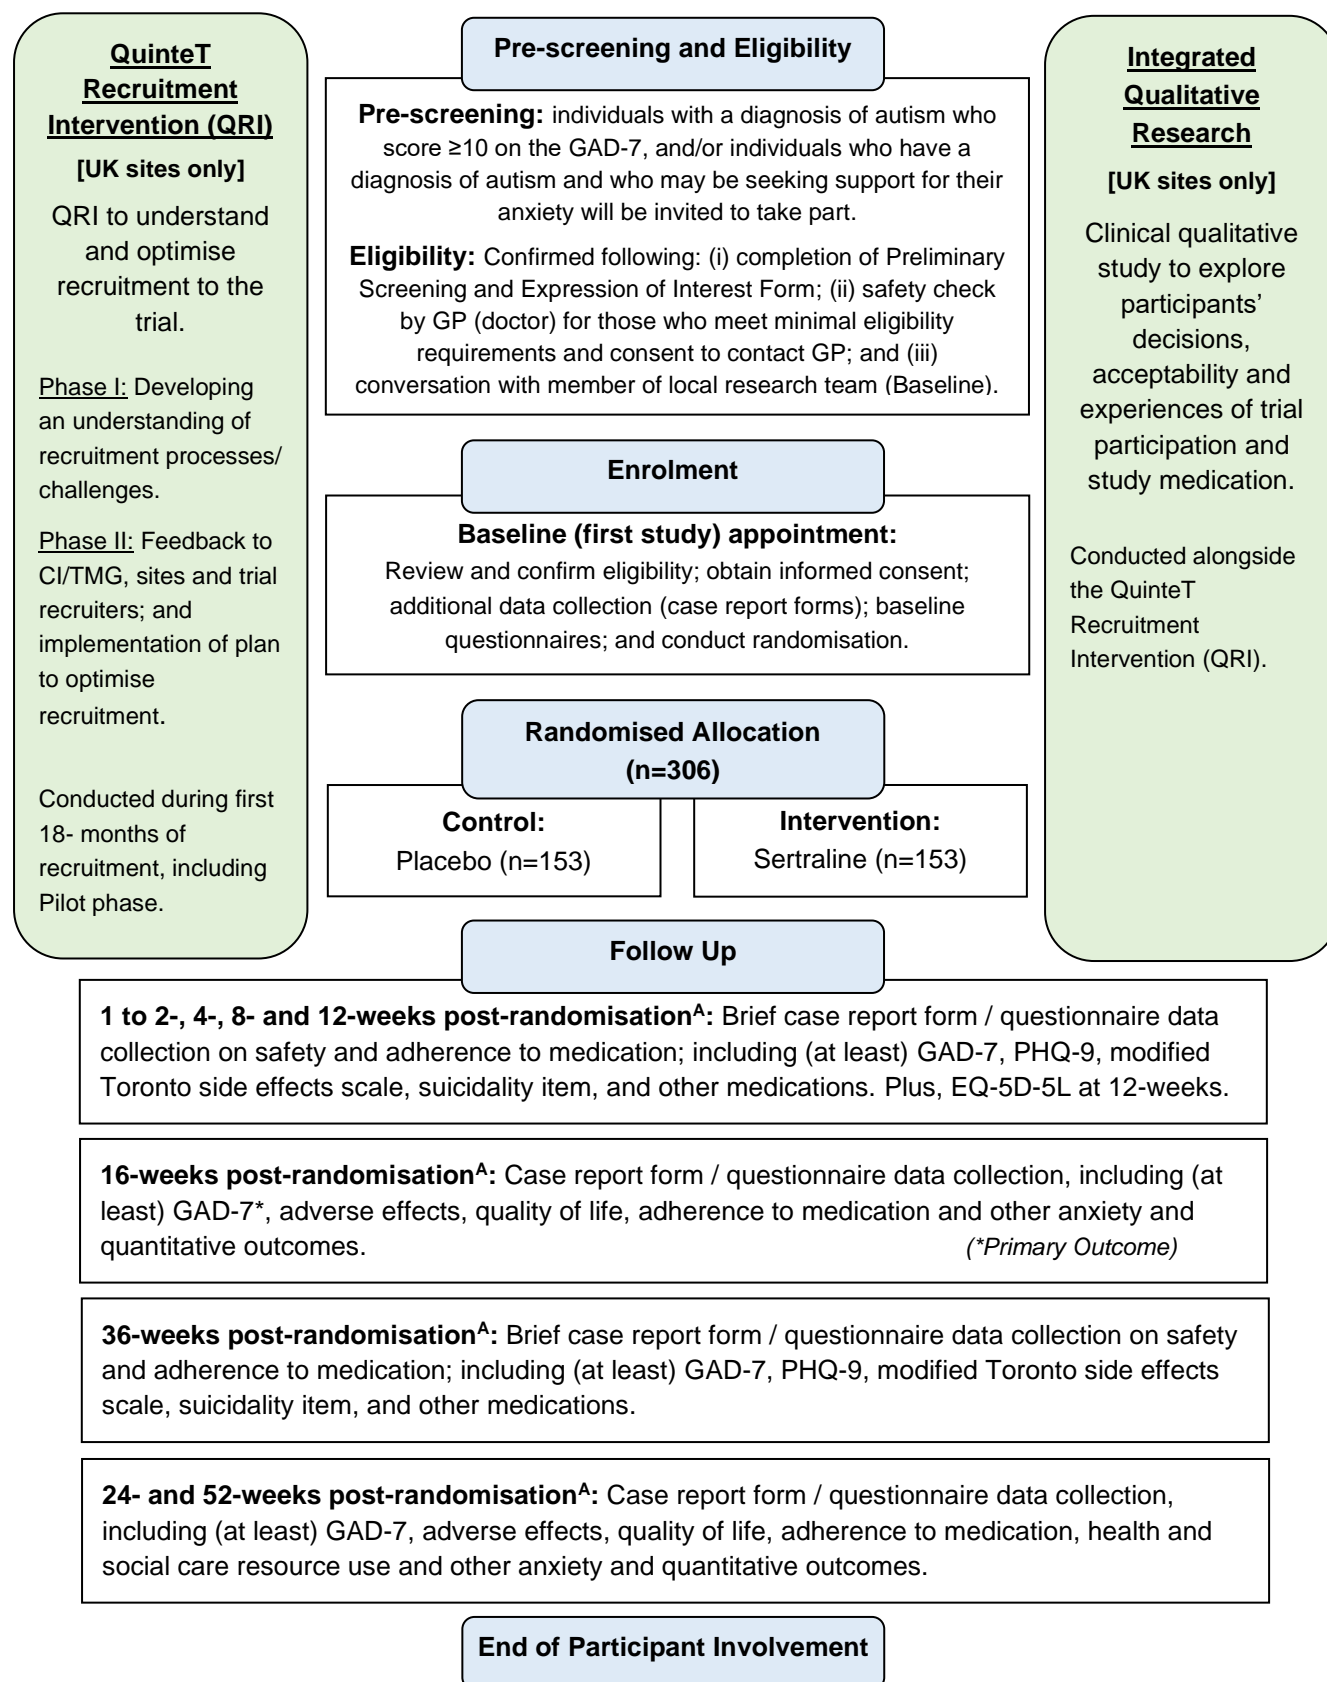 QuinteT
Recruitment
Intervention (QRI)
[UK sites only]
QRI to understand
and optimise
recruitment to the
trial.
Phase I: Developing
an understanding of
recruitment processes/
challenges.
Phase II: Feedback to
CI/TMG, sites and trial
recruiters; and
implementation of plan
to optimise
recruitment.
Conducted during first
18- months of
recruitment, including
Pilot phase.
Pre-screening and Eligibility
Pre-screening: individuals with a diagnosis of autism who
score ≥10 on the GAD-7, and/or individuals who have a
diagnosis of autism and who may be seeking support for their
anxiety will be invited to take part.
Eligibility: Confirmed following: (i) completion of Preliminary
Screening and Expression of Interest Form; (ii) safety check
by GP (doctor) for those who meet minimal eligibility
requirements and consent to contact GP; and (iii)
conversation with member of local research team (Baseline).
Enrolment
Baseline (first study) appointment:
Review and confirm eligibility; obtain informed consent;
additional data collection (case report forms); baseline
questionnaires; and conduct randomisation.
Randomised Allocation
(n=306)
Control:
Placebo (n=153)
Intervention:
Sertraline (n=153)
Integrated
Qualitative
Research
[UK sites only]
Clinical qualitative
study to explore
participants’
decisions,
acceptability and
experiences of trial
participation and
study medication.
Conducted alongside
the QuinteT
Recruitment
Intervention (QRI).
Follow Up
1 to 2-, 4-, 8- and 12-weeks post-randomisationᴬ: Brief case report form / questionnaire data
collection on safety and adherence to medication; including (at least) GAD-7, PHQ-9, modified
Toronto side effects scale, suicidality item, and other medications. Plus, EQ-5D-5L at 12-weeks.
16-weeks post-randomisationᴬ: Case report form / questionnaire data collection, including (at
least) GAD-7*, adverse effects, quality of life, adherence to medication and other anxiety and
quantitative outcomes. (*Primary Outcome)
36-weeks post-randomisationᴬ: Brief case report form / questionnaire data collection on safety
and adherence to medication; including (at least) GAD-7, PHQ-9, modified Toronto side effects
scale, suicidality item, and other medications.
24- and 52-weeks post-randomisationᴬ: Case report form / questionnaire data collection,
including (at least) GAD-7, adverse effects, quality of life, adherence to medication, health and
social care resource use and other anxiety and quantitative outcomes.
End of Participant Involvement